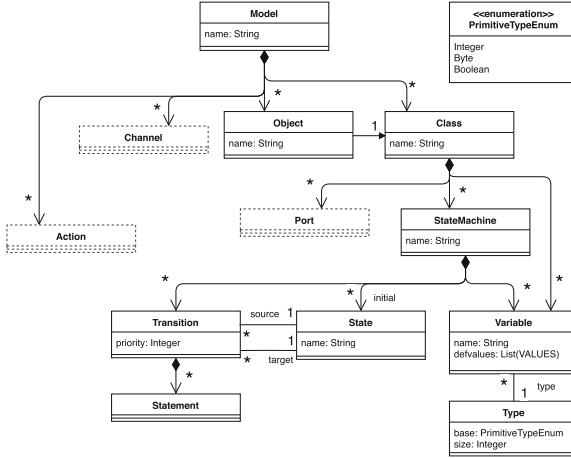 Model
name: String
<<enumeration>>
PrimitiveTypeEnum
Integer
Byte
Boolean
*
*
*
*
Channel
Object
name: String
1
Class
name: String
*
*
*
Action
Port
StateMachine
name: String
*
*
initial
*
Transition
priority: Integer
source
1
*
1
*
target
State
name: String
Variable
name: String
defvalues: List(VALUES)
*
Statement
*
type
1
Type
base: PrimitiveTypeEnum
size: Integer